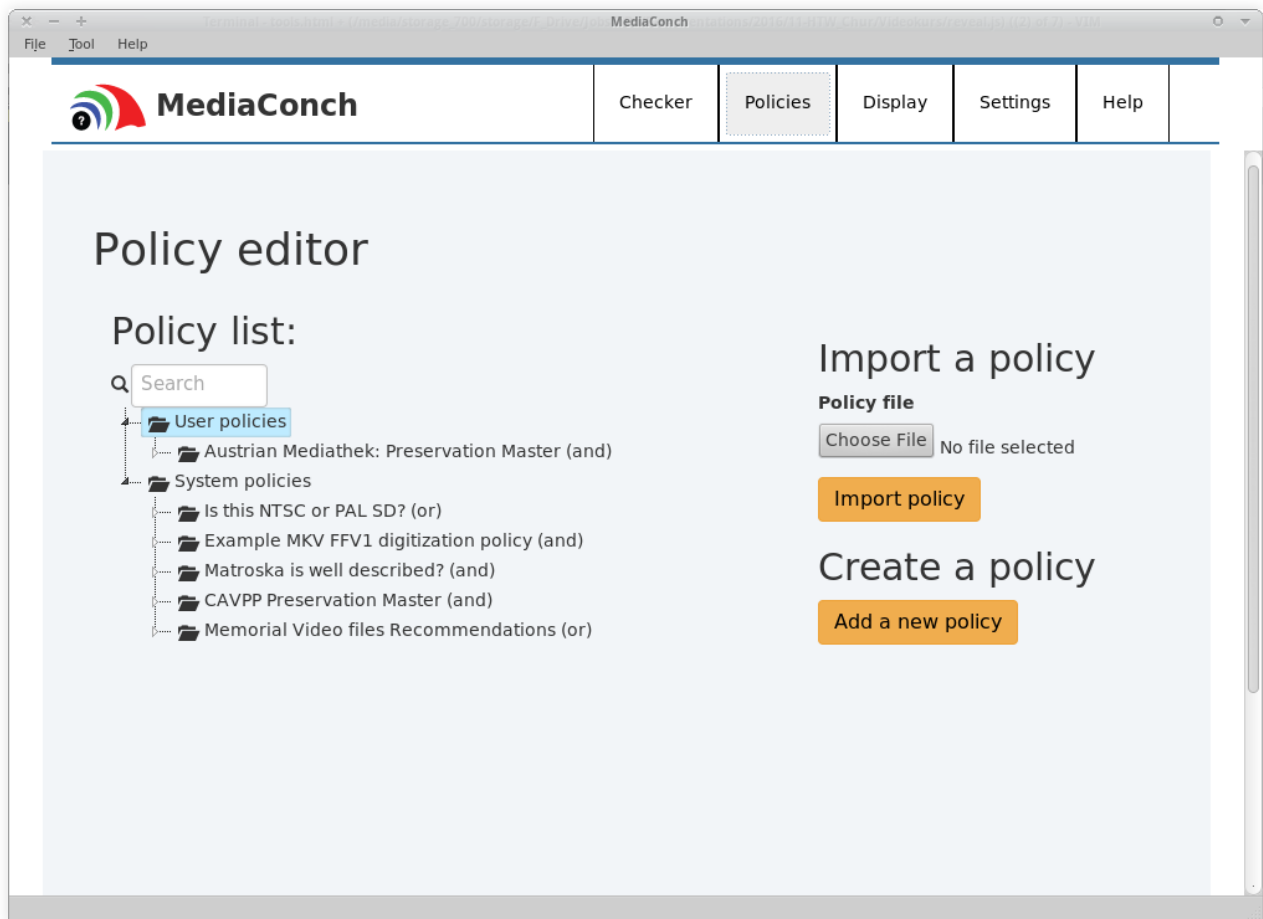 MediaConch
File Tool Help
MediaConch
Checker Policies Display Settings Help
Policy editor
Policy list:
Search
User policies
Austrian Mediathek: Preservation Master (and)
System policies
Is this NTSC or PAL SD? (or)
Example MKV FFV1 digitization policy (and)
Matroska is well described? (and)
CAVPP Preservation Master (and)
Memorial Video files Recommendations (or)
Import a policy
Policy file
Choose File No file selected
Import policy
Create a policy
Add a new policy